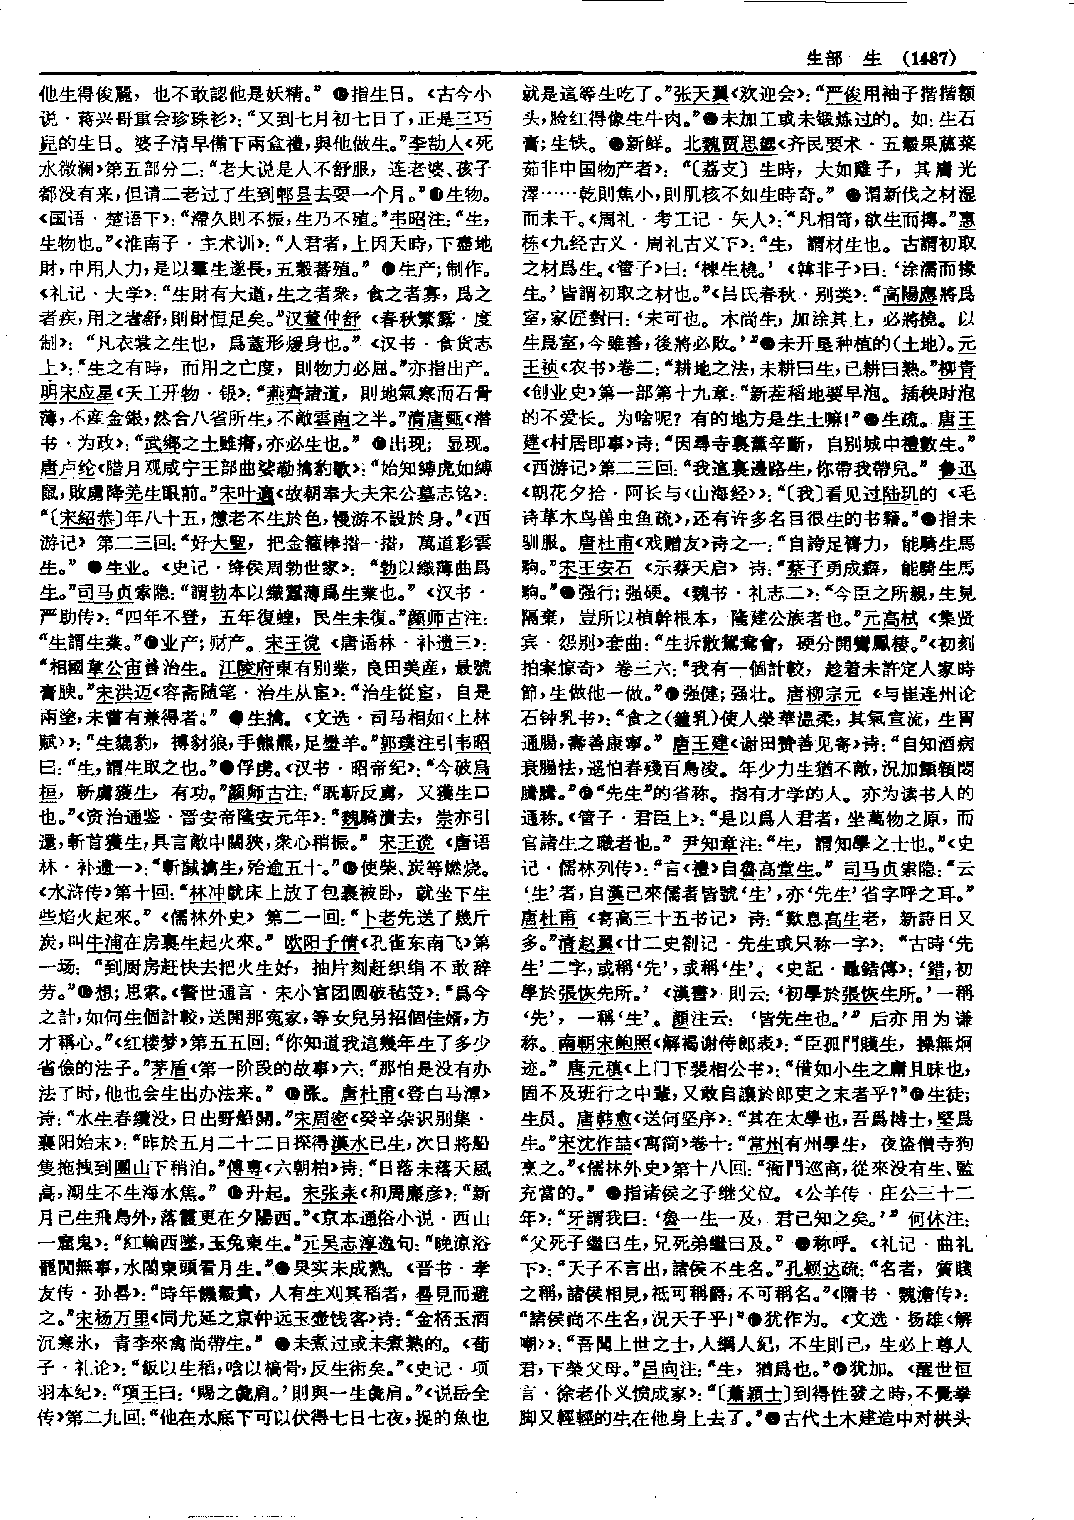 生部 生 (1487)
他生得俊麗，也不敢認他是妖精。” 指生日。《古今小
说·蒋兴哥重会珍珠衫》：“又到七月初七日了，正是三巧
兒的生日。婆子清早備下兩盒禮，與他做生。”李劼人《死
水微澜》第五部分二：“老大说是人不舒服，连老婆、孩子
都没有来，但请二老过了生到郫县去耍一个月。” 生物。
《国语·楚语下》：“滯久則不振，生乃不殖。”韦昭注：“生，
生物也。”《淮南子·主术训》：“人君者，上因天時，下盡地
財，中用人力，是以羣生遂長，五穀蕃殖。” 生产；制作。
《礼记·大学》：“生財有大道，生之者衆，食之者寡，爲之
者疾，用之者舒，則財恒足矣。”汉董仲舒《春秋繁露·度
制》：“凡衣裳之生也，爲蓋形煖身也。”《汉书·食货志
上》：“生之有時，而用之亡度，則物力必屈。”亦指出产。
明宋应星《天工开物·银》：“燕齊諸道，則地氣寒而石骨
薄，不産金銀，然合八省所生，不敵雲南之半。”清唐甄《潜
书·为政》：“武鄉之土雖瘠，亦必生也。” 出现；显现。
唐卢纶《腊月观咸宁王部曲娑勒擒豹歌》：“始知縛虎如縛
鼠，敗虜降羌生眼前。”宋叶適《故朝奉大夫宋公墓志铭》：
“〔宋紹恭〕年八十五，憊老不生於色，慢游不設於身。”《西
游记》第二三回：“好大聖，把金箍棒揝一揝，萬道彩雲
生。” 生业。《史记·绛侯周勃世家》：“勃以織薄曲爲
生。”司马贞索隐：“謂勃本以織蠶薄爲生業也。”《汉书·
严助传》：“四年不登，五年復蝗，民生未復。”颜师古注：
“生謂生業。” 业产；财产。宋王谠《唐语林·补遗三》：
“相國韋公宙善治生。江陵府東有别業，良田美産，最號
膏腴。”宋洪迈《容斋随笔·治生从宦》：“治生從宦，自是
兩塗，未嘗有兼得者。” 生擒。《文选·司马相如〈上林
赋〉》：“生貔豹，搏豺狼，手熊羆，足壄羊。”郭璞注引韦昭
曰：“生，謂生取之也。” 俘虏。《汉书·昭帝纪》：“今破烏
桓，斬虜獲生，有功。”颜师古注：“既斬反虜，又獲生口
也。”《资治通鉴·晋安帝隆安元年》：“魏騎潰去，崇亦引
還，斬首獲生，具言敵中闊狹，衆心稍振。”宋王谠《唐语
林·补遗一》：“斬馘擒生，殆逾五十。” 使柴、炭等燃烧。
《水浒传》第十回：“林冲就床上放了包裹被卧，就坐下生
些焰火起來。”《儒林外史》第二一回：“卜老先送了幾斤
炭，叫牛浦在房裏生起火來。”欧阳予倩《孔雀东南飞》第
一场：“到厨房赶快去把火生好，抽片刻赶织绢不敢辞
劳。” 想；思索。《警世通言·宋小官团圆破毡笠》：“爲今
之計，如何生個計較，送開那冤家，等女兒另招個佳婿，方
才稱心。”《红楼梦》第五五回：“你知道我這幾年生了多少
省儉的法子。”茅盾《第一阶段的故事》六：“那怕是没有办
法了时，他也会生出办法来。” 涨。唐杜甫《登白马潭》
诗：“水生春纜没，日出野船開。”宋周密《癸辛杂识别集·
襄阳始末》：“昨於五月二十二日探得漢水已生，次日將船
隻拖拽到團山下稍泊。”傅尃《六朝柏》诗：“日落未落天風
高，潮生不生海水焦。” 升起。宋张耒《和周廉彦》：“新
月已生飛鳥外，落霞更在夕陽西。”《京本通俗小说·西山
一窟鬼》：“紅輪西墜，玉兔東生。”元吴志淳逸句：“晚凉浴
罷閒無事，水閣東頭看月生。” 果实未成熟。《晋书·孝
友传·孙晷》：“時年饑穀貴，人有生刈其稻者，晷見而避
之。”宋杨万里《同尤延之京仲远玉壶饯客》诗：“金柸玉酒
沉寒氷，青李來禽尚帶生。” 未煮过或未煮熟的。《荀
子·礼论》：“飯以生稻，唅以槁骨，反生術矣。”《史记·项
羽本纪》：“項王曰：‘賜之彘肩。’則與一生彘肩。”《说岳全
传》第二九回：“他在水底下可以伏得七日七夜，捉的魚也
就是這等生吃了。”张天翼《欢迎会》：“严俊用袖子揩揩额
头，脸红得像生牛肉。” 未加工或未锻炼过的。如：生石
膏；生铁。 新鲜。北魏贾思勰《齐民要术·五穀果蓏菜
茹非中国物产者》：“〔荔支〕生時，大如雞子，其膚光
澤……乾則焦小，則肌核不如生時奇。” 谓新伐之材湿
而未干。《周礼·考工记·矢人》：“凡相笴，欲生而摶。”惠
栋《九经古义·周礼古义下》：“生，謂材生也。古謂初取
之材爲生。《管子》曰：‘棟生橈。’《韓非子》曰：‘涂濡而椽
生。’皆謂初取之材也。”《吕氏春秋·别类》：“高陽應將爲
室，家匠對曰：‘未可也。木尚生，加涂其上，必將撓。以
生爲室，今雖善，後將必敗。’” 未开垦种植的（土地）。元
王祯《农书》卷二：“耕地之法，未耕曰生，已耕曰熟。”柳青
《创业史》第一部第十九章：“新茬稻地要早泡。插秧时泡
的不爱长。为啥呢？有的地方是生土嘛！” 生疏。唐王
建《村居即事》诗：“因尋寺裏薰辛斷，自别城中禮數生。”
《西游记》第二三回：“我這裏邊路生，你帶我帶兒。”鲁迅
《朝花夕拾·阿长与〈山海经〉》：“〔我〕看见过陆玑的《毛
诗草木鸟兽虫鱼疏》，还有许多名目很生的书籍。” 指未
驯服。唐杜甫《戏赠友》诗之一：“自誇足膂力，能騎生馬
駒。”宋王安石《示蔡天启》诗：“蔡子勇成癖，能騎生馬
駒。” 强行；强硬。《魏书·礼志二》：“今臣之所親，生見
隔棄，豈所以楨幹根本，隆建公族者也。”元高栻《集贤
宾·怨别》套曲：“生拆散鴛鴦會，硬分開鸞鳳棲。”《初刻
拍案惊奇》卷三六：“我有一個計較，趁着未許定人家時
節，生做他一做。” 强健；强壮。唐柳宗元《与崔连州论
石钟乳书》：“食之（鐘乳）使人榮華温柔，其氣宣流，生胃
通腸，壽善康寧。”唐王建《谢田赞善见寄》诗：“自知酒病
衰腸怯，遥怕春殘百鳥凌。年少力生猶不敵，況加顦顇悶
騰騰。” “先生”的省称。指有才学的人。亦为读书人的
通称。《管子·君臣上》：“是以爲人君者，坐萬物之原，而
官諸生之職者也。”尹知章注：“生，謂知學之士也。”《史
记·儒林列传》：“言《禮》自魯高堂生。”司马贞索隐：“云
‘生’者，自漢已來儒者皆號‘生’，亦‘先生’省字呼之耳。”
唐杜甫《寄高三十五书记》诗：“歎息高生老，新詩日又
多。”清赵翼《廿二史劄记·先生或只称一字》：“古時‘先
生’二字，或稱‘先’，或稱‘生’。《史記·鼂錯傳》：‘錯，初
學於張恢先所。’《漢書》則云：‘初學於張恢生所。’一稱
‘先’，一稱‘生’。顏注云：‘皆先生也。’” 后亦用为谦
称。南朝宋鲍照《解褐谢侍郎表》：“臣孤門賤生，操無炯
迹。”唐元稹《上门下裴相公书》：“借如小生之庸且昧也，
固不及班行之中輩，又敢自讓於郎吏之末者乎？” 生徒；
生员。唐韩愈《送何坚序》：“其在太學也，吾爲博士，堅爲
生。”宋沈作喆《寓简》卷十：“常州有州學生，夜盜僧寺狗
烹之。”《儒林外史》第十八回：“衙門巡商，從來没有生、監
充當的。” 指诸侯之子继父位。《公羊传·庄公三十二
年》：“牙謂我曰：‘魯一生一及，君已知之矣。’”何休注：
“父死子繼曰生，兄死弟繼曰及。” 称呼。《礼记·曲礼
下》：“天子不言出，諸侯不生名。”孔颖达疏：“名者，質賤
之稱，諸侯相見，祗可稱爵，不可稱名。”《隋书·魏澹传》：
“諸侯尚不生名，況天子乎！” 犹作为。《文选·扬雄〈解
嘲〉》：“吾聞上世之士，人綱人紀，不生則已，生必上尊人
君，下榮父母。”吕向注：“生，猶爲也。” 犹加。《醒世恒
言·徐老仆义愤成家》：“〔蕭穎士〕到得性發之時，不覺拳
脚又輕輕的生在他身上去了。” 古代土木建造中对栱头